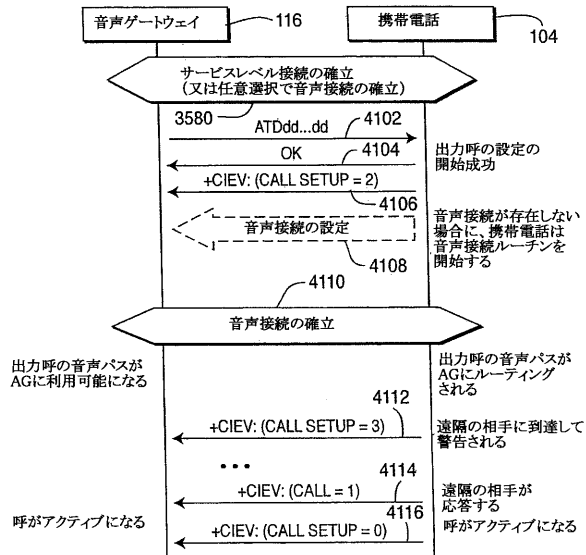 音声ゲートウェイ
116
携帯電話
104
サービスレベル接続の確立
(又は任意選択で音声接続の確立)
3580
ATDdd...dd
4102
OK
4104
出力呼の設定の
開始成功
+CIEV: (CALL SETUP = 2)
4106
音声接続の設定
4108
音声接続が存在しない
場合に、携帯電話は
音声接続ルーチンを
開始する
4110
音声接続の確立
出力呼の音声パスが
AGに利用可能になる
出力呼の音声パスが
AGにルーティング
される
4112
+CIEV: (CALL SETUP = 3)
遠隔の相手に到達して
警告される
•••
4114
+CIEV: (CALL = 1)
遠隔の相手が
応答する
4116
呼がアクティブになる
+CIEV: (CALL SETUP = 0)
呼がアクティブになる